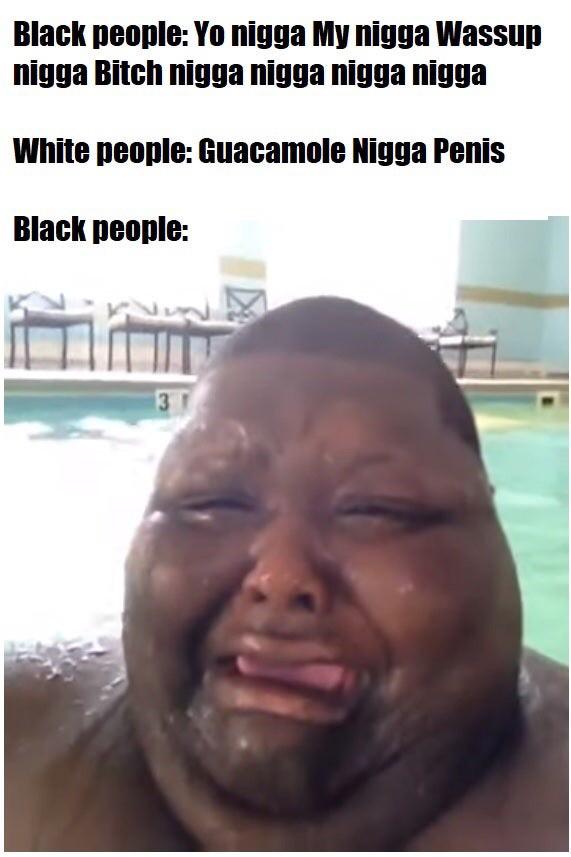 Black people: Yo nigga My nigga Wassup
nigga Bitch nigga nigga nigga nigga
White people: Guacamole Nigga Penis
Black people:
3